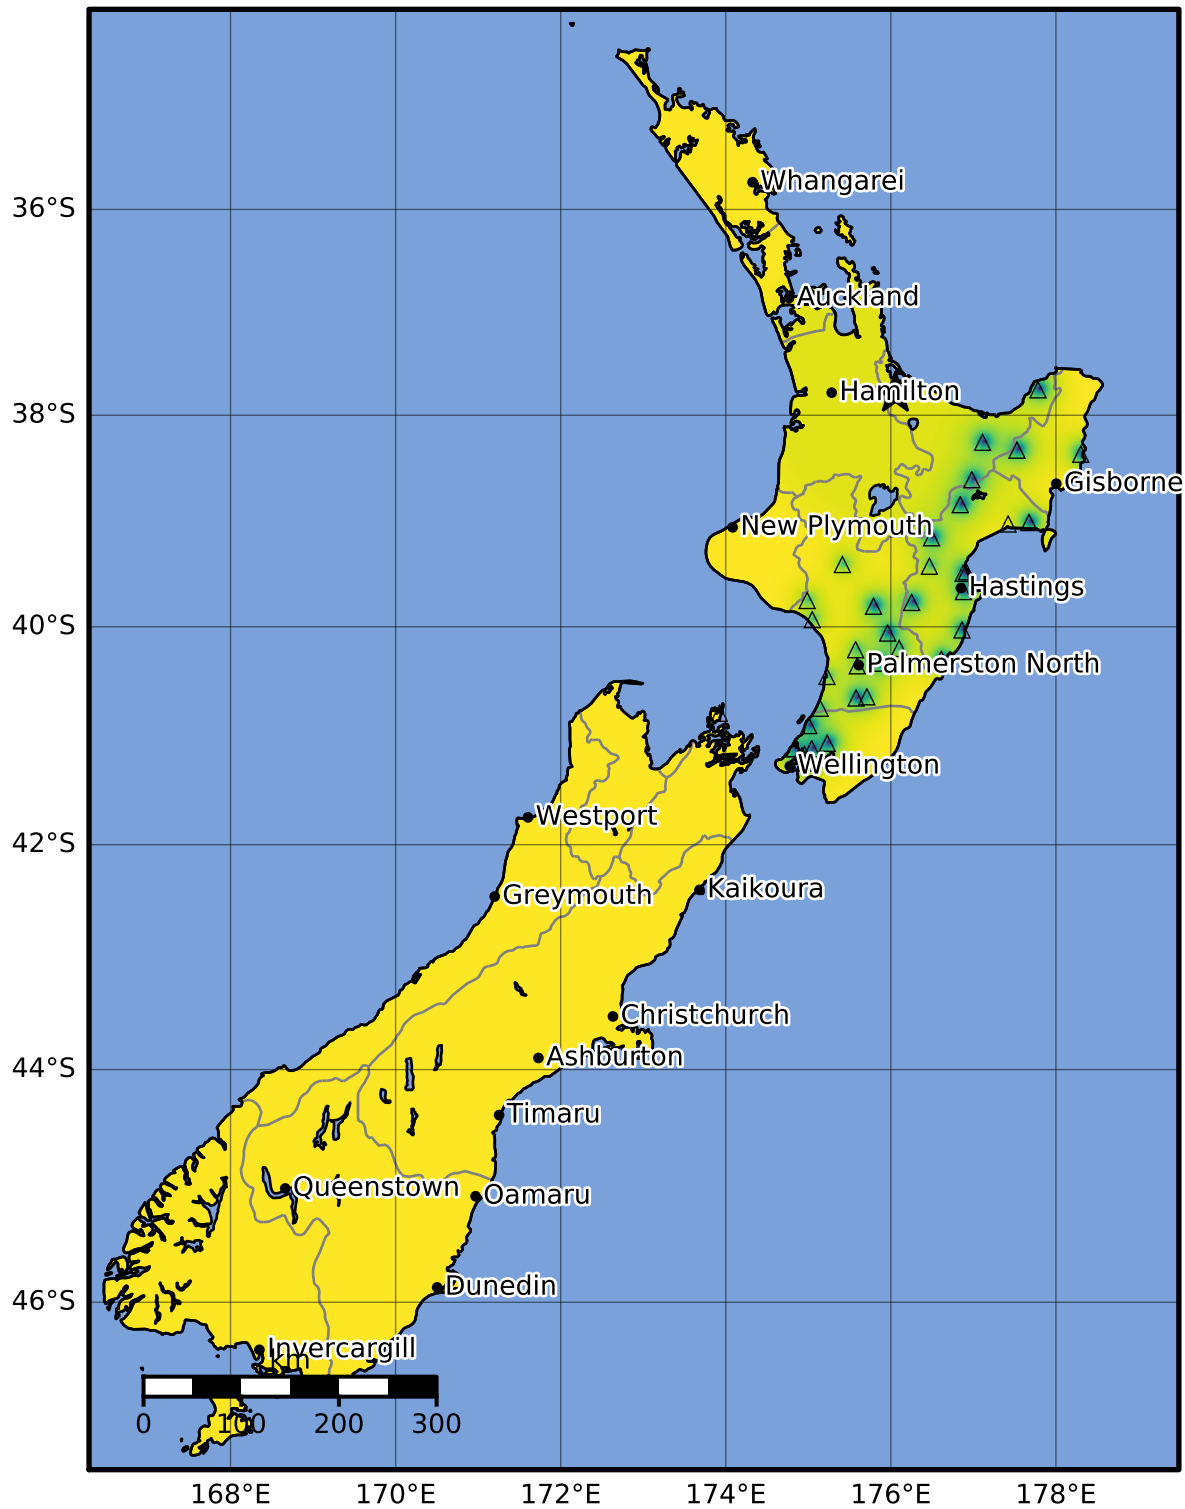 Whangarei
36°S
Auckland
Hamilton
38°S
Gisborne
New Plymouth
Hastings
40°S
Palmerston North
Wellington
Westport
42°S
Kaikoura
Greymouth
Christchurch
Ashburton
44°S
Timaru
Queenstown
Oamaru
Dunedin
46°S
Invercargill
km
0 100 200 300
168°E 170°E 172°E 174°E 176°E 178°E